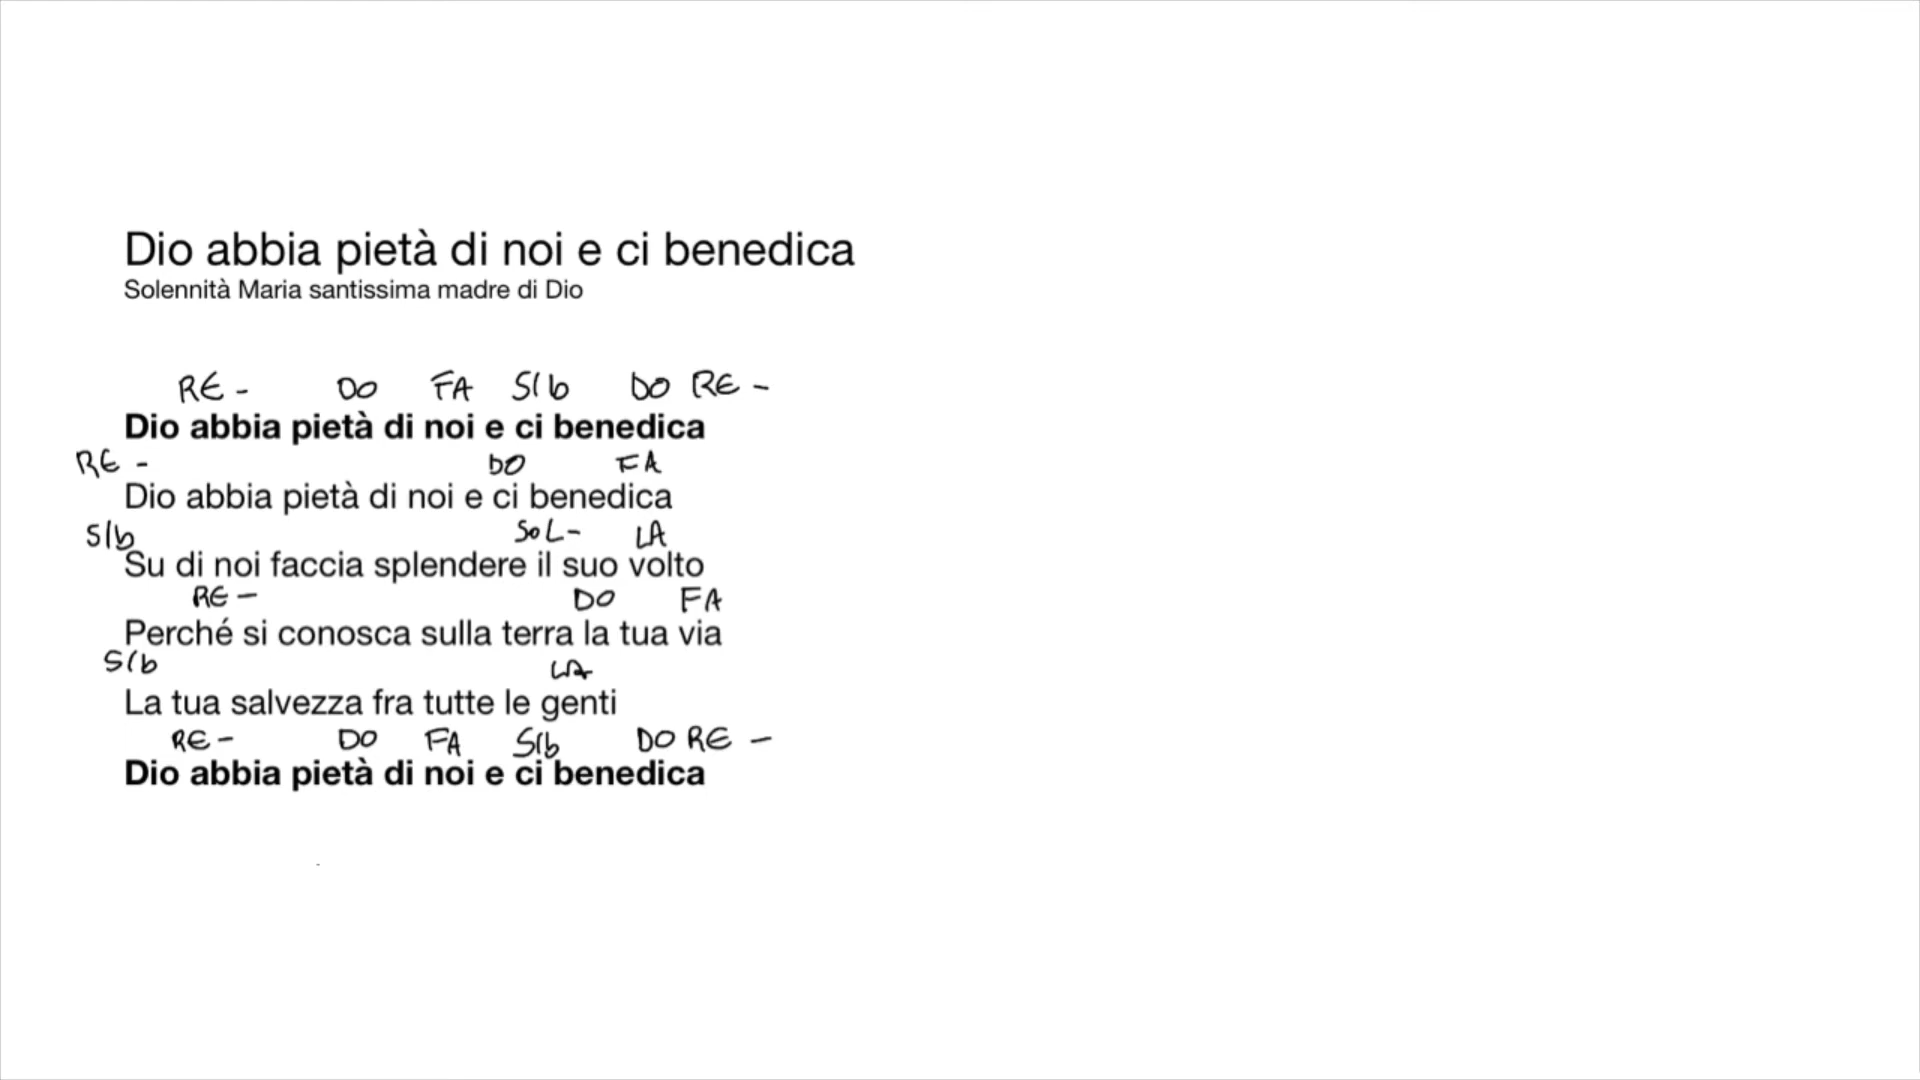 Dio abbia pietà di noi e ci benedica
Solennità Maria santissima madre di Dio
RE - DO FA SIb DO RE -
Dio abbia pietà di noi e ci benedica
RE - DO FA
Dio abbia pietà di noi e ci benedica
SIb SOL- LA
Su di noi faccia splendere il suo volto
RE - DO FA
Perché si conosca sulla terra la tua via
SIb LA
La tua salvezza fra tutte le genti
RE - DO FA SIb DO RE -
Dio abbia pietà di noi e ci benedica